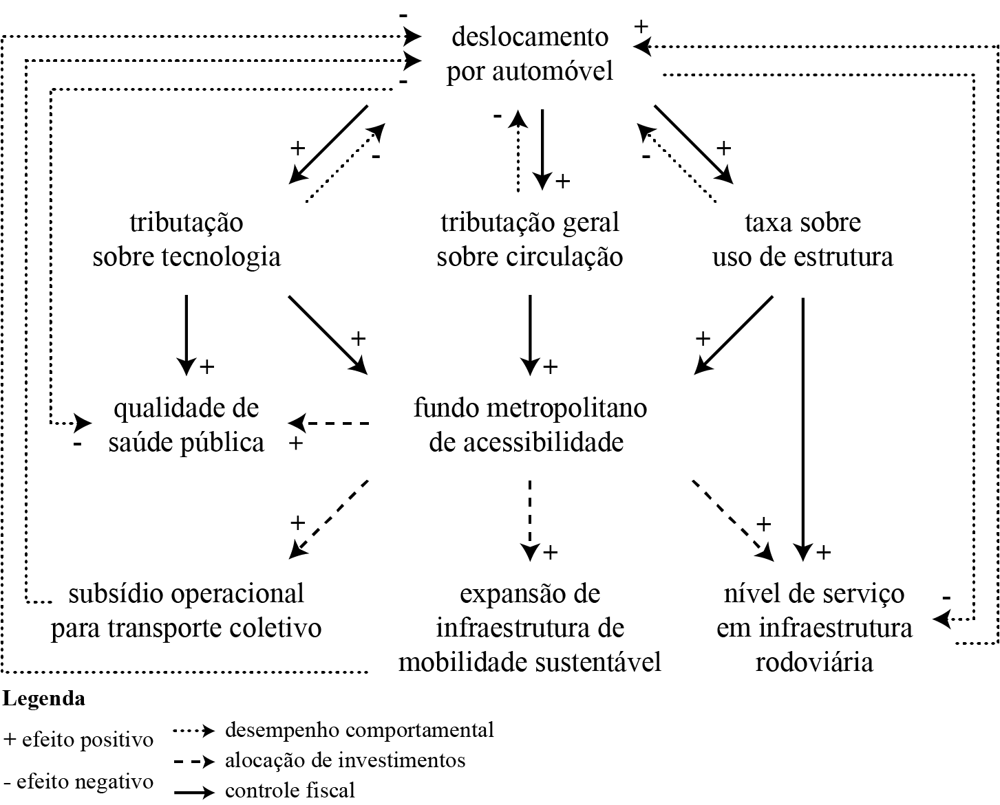 -
deslocamento
por automóvel
+
-
+
-
-
+
-
+
tributação
sobre tecnologia
tributação geral
sobre circulação
taxa sobre
uso de estrutura
+
+
+
+
qualidade de
saúde pública
-
+
fundo metropolitano
de acessibilidade
+
+
+
+
subsídio operacional
para transporte coletivo
expansão de
infraestrutura de
mobilidade sustentável
nível de serviço
em infraestrutura
rodoviária
-
Legenda
+ efeito positivo
- efeito negativo
desempenho comportamental
alocação de investimentos
controle fiscal